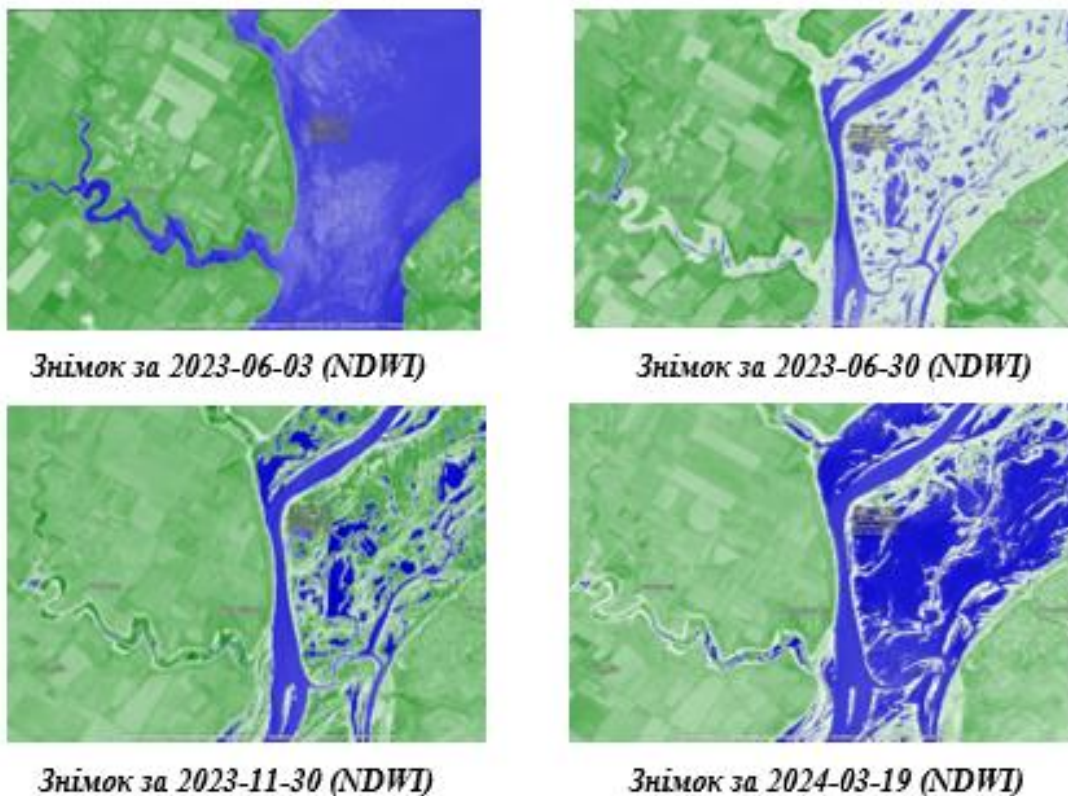 Знімок за 2023-06-03 (NDWI)
Знімок за 2023-06-30 (NDWI)
Знімок за 2023-11-30 (NDWI)
Знімок за 2024-03-19 (NDWI)